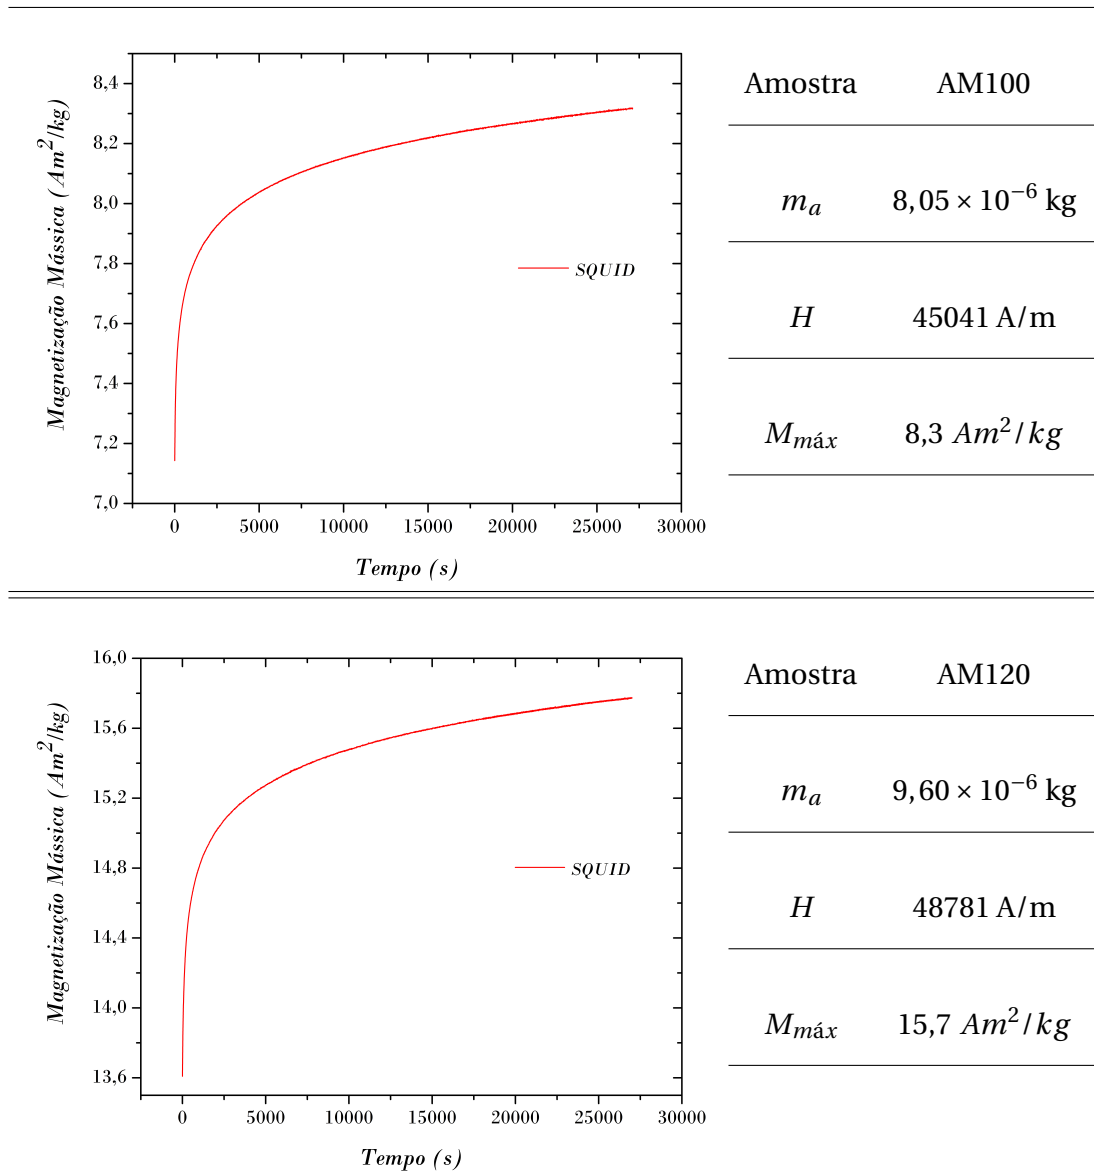 8,4
8,2
8,0
7,8
7,6
7,4
7,2
7,0
Magnetização Mássica (Am²/kg)
SQUID
0 5000 10000 15000 20000 25000 30000
Tempo (s)
Amostra AM100
mₐ 8,05 × 10⁻⁶ kg
H 45041 A/m
Mmáx 8,3 Am²/kg
16,0
15,6
15,2
14,8
14,4
14,0
13,6
Magnetização Mássica (Am²/kg)
SQUID
0 5000 10000 15000 20000 25000 30000
Tempo (s)
Amostra AM120
mₐ 9,60 × 10⁻⁶ kg
H 48781 A/m
Mmáx 15,7 Am²/kg